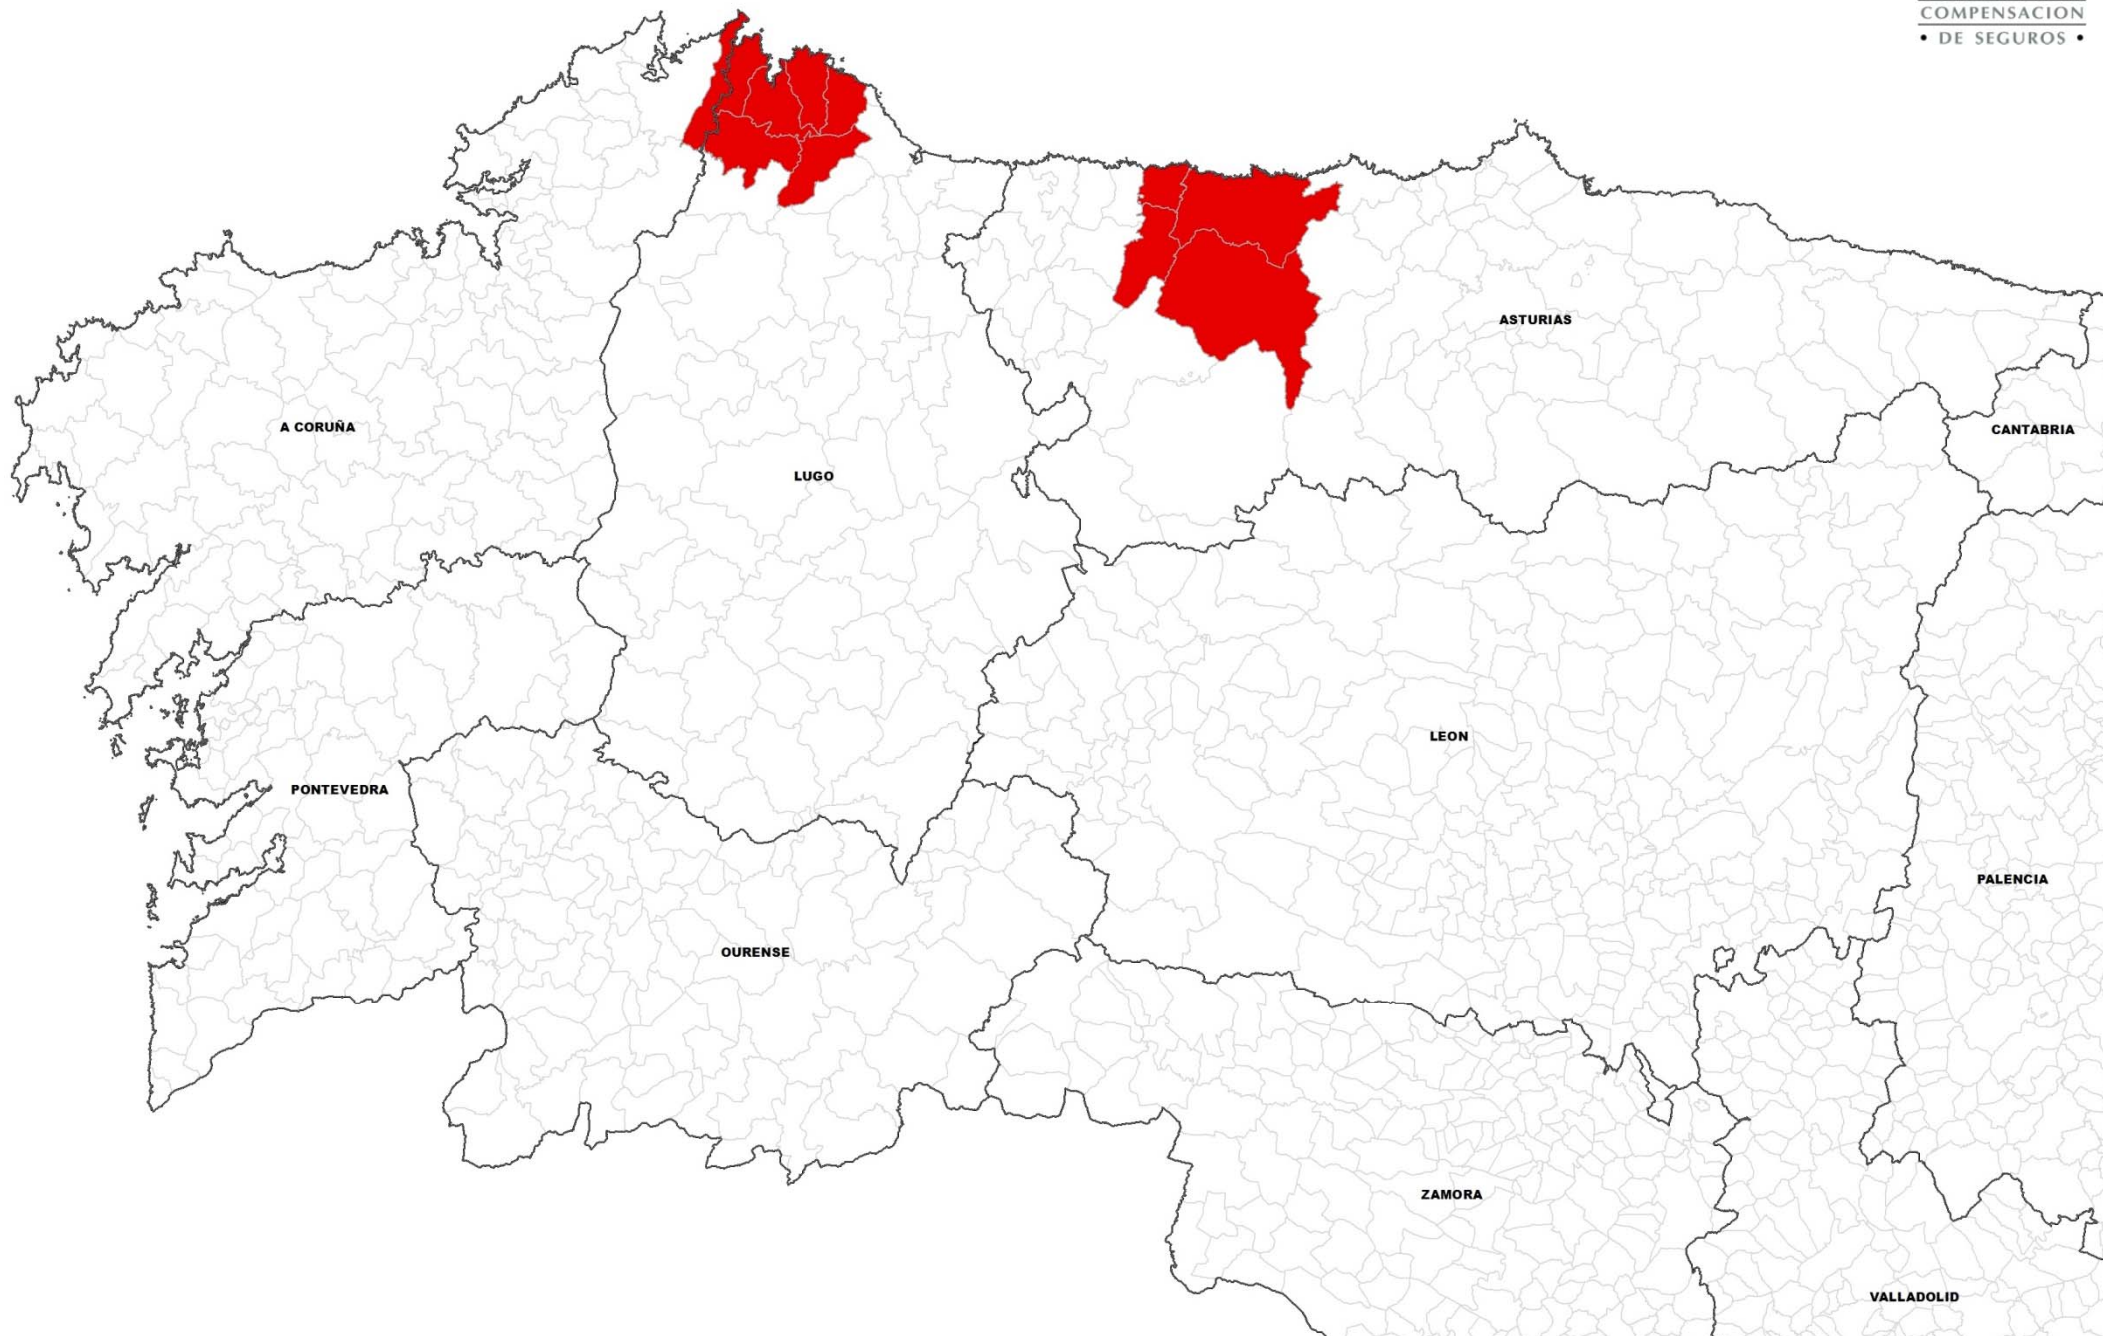 COMPENSACION
• DE SEGUROS •
ASTURIAS
A CORUÑA
CANTABRIA
LUGO
LEON
PONTEVEDRA
PALENCIA
OURENSE
ZAMORA
VALLADOLID